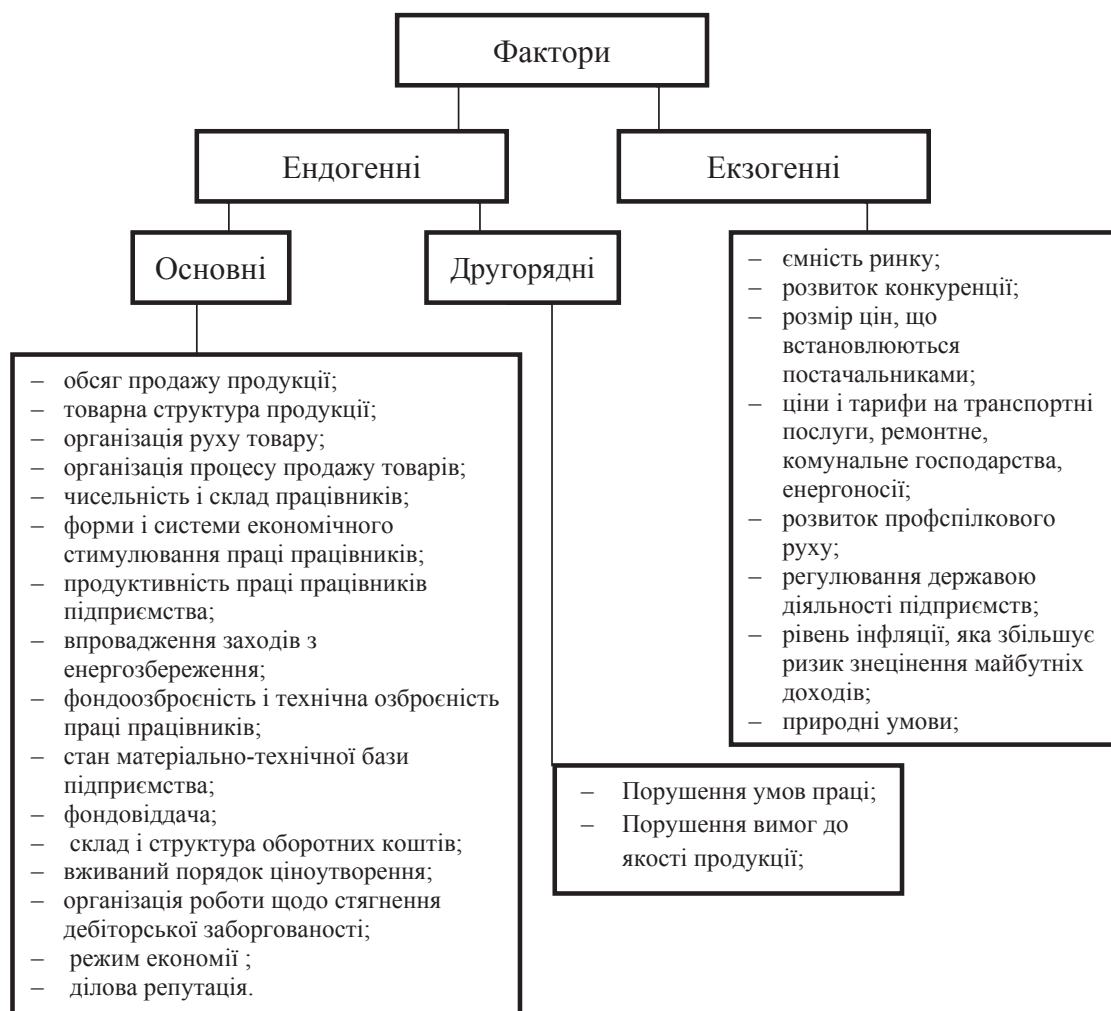 Фактори
Ендогенні
Екзогенні
Основні
Другорядні
– ємність ринку;
– розвиток конкуренції;
– розмір цін, що
встановлюються
постачальниками;
– ціни і тарифи на транспортні
послуги, ремонтне,
комунальне господарства,
енергоносії;
– розвиток профспілкового
руху;
– регулювання державою
діяльності підприємств;
– рівень інфляції, яка збільшує
ризик знецінення майбутніх
доходів;
– природні умови;
– обсяг продажу продукції;
– товарна структура продукції;
– організація руху товару;
– організація процесу продажу товарів;
– чисельність і склад працівників;
– форми і системи економічного
стимулювання праці працівників;
– продуктивність праці працівників
підприємства;
– впровадження заходів з
енергозбереження;
– фондоозброєність і технічна озброєність
праці працівників;
– стан матеріально-технічної бази
підприємства;
– фондовіддача;
– склад і структура оборотних коштів;
– вживаний порядок ціноутворення;
– організація роботи щодо стягнення
дебіторської заборгованості;
– режим економії ;
– ділова репутація.
– Порушення умов праці;
– Порушення вимог до
якості продукції;